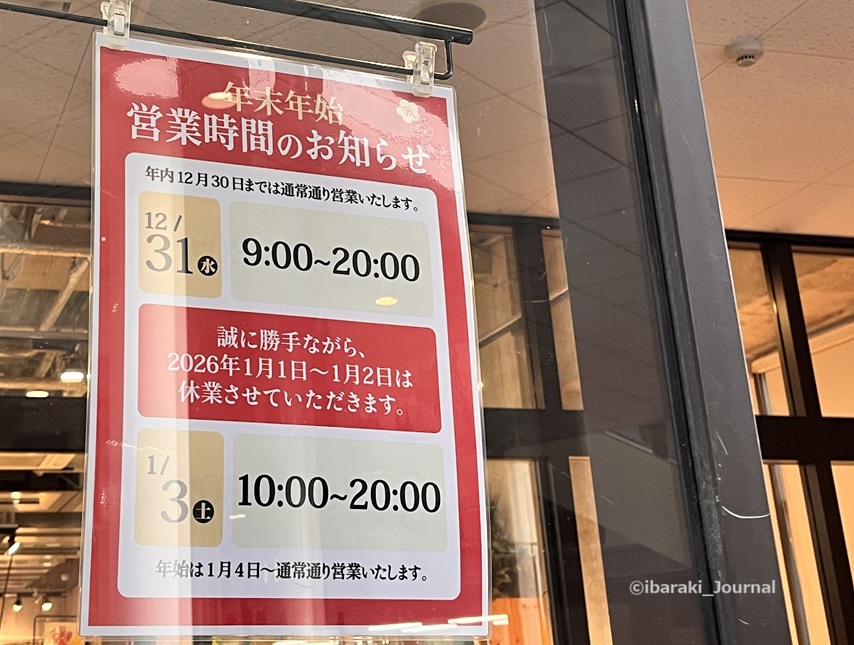 年末年始
営業時間のお知らせ
年内12月30日までは通常通り営業いたします。
12/
31水
9:00~20:00
誠に勝手ながら、
2026年1月1日~1月2日は
休業させていただきます。
1/
3土
10:00~20:00
年始は1月4日~通常通り営業いたします。
©ibaraki_Journal